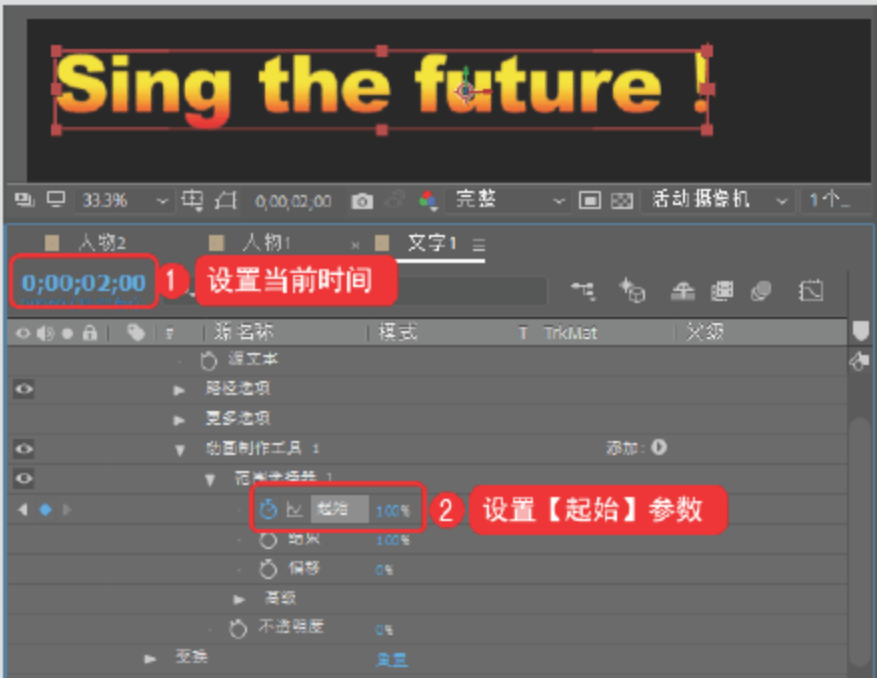 Sing the future !
33.3% 0;00;02;00 完整 活动摄像机 1个_
人物2 人物1 × 文字1
0;00;02;00 1 设置当前时间
# 源名称 模式 T TrkMat 父级
源文本
路径选项
更多选项
动画制作工具 1 添加:
范围选择器 1
起始 100% 2 设置【起始】参数
结束 100%
偏移 0%
高级
不透明度 0%
变换 重置